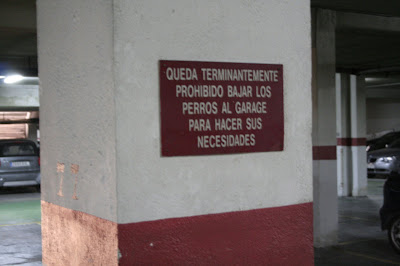 QUEDA TERMINANTEMENTE
PROHIBIDO BAJAR LOS
PERROS AL GARAGE
PARA HACER SUS
NECESIDADES